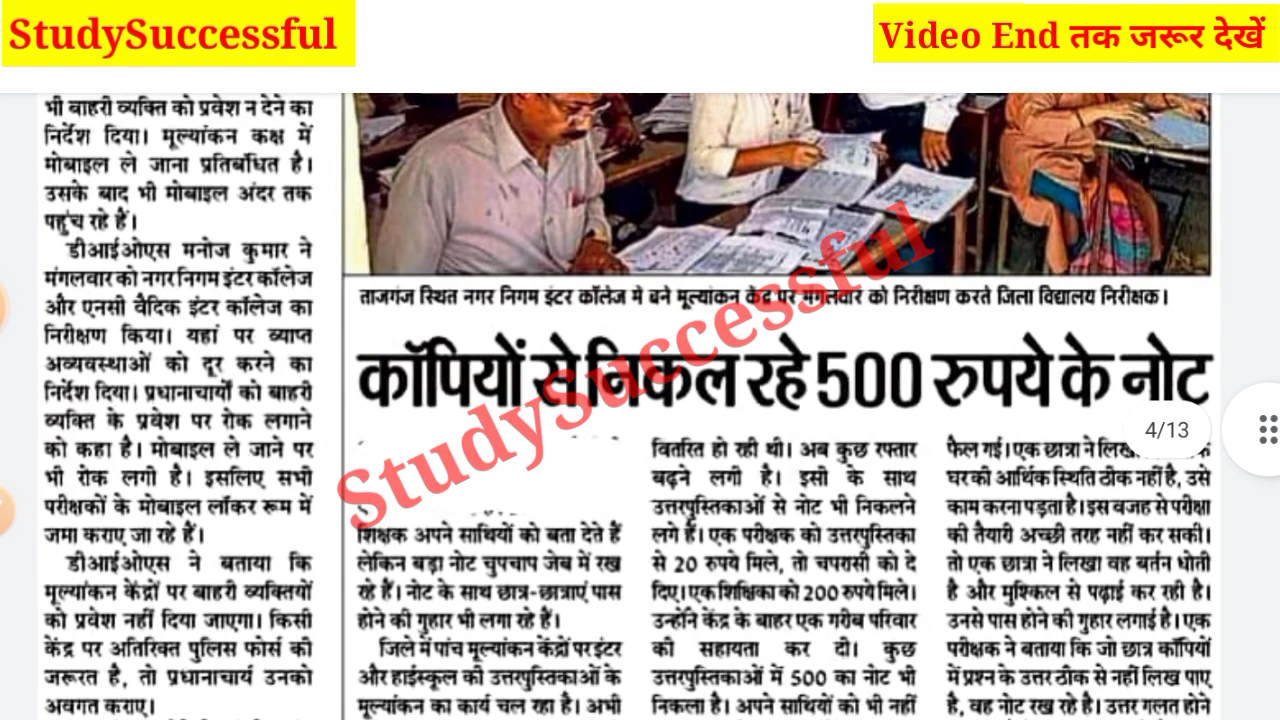 StudySuccessful
Video End तक जरूर देखें
भी बाहरी व्यक्ति को प्रवेश न देने का
निर्देश दिया। मूल्यांकन कक्ष में
मोबाइल ले जाना प्रतिबंधित है।
उसके बाद भी मोबाइल अंदर तक
पहुंच रहे हैं।
डीआईओएस मनोज कुमार ने
मंगलवार को नगर निगम इंटर कॉलेज
और एनसी वैदिक इंटर कॉलेज का
निरीक्षण किया। यहां पर व्याप्त
अव्यवस्थाओं को दूर करने का
निर्देश दिया। प्रधानाचार्यों को बाहरी
व्यक्ति के प्रवेश पर रोक लगाने
को कहा है। मोबाइल ले जाने पर
भी रोक लगी है। इसलिए सभी
परीक्षकों के मोबाइल लॉकर रूम में
जमा कराए जा रहे हैं।
डीआईओएस ने बताया कि
मूल्यांकन केंद्रों पर बाहरी व्यक्तियों
को प्रवेश नहीं दिया जाएगा। किसी
केंद्र पर अतिरिक्त पुलिस फोर्स की
जरूरत है, तो प्रधानाचार्य उनको
अवगत कराए।
ताजगंज स्थित नगर निगम इंटर कॉलेज में बने मूल्यांकन केंद्र पर मंगलवार को निरीक्षण करते जिला विद्यालय निरीक्षक।
कॉपियों से निकल रहे 500 रुपये के नोट
StudySuccessful
4/13
शिक्षक अपने साथियों को बता देते हैं
लेकिन बड़ा नोट चुपचाप जेब में रख
रहे हैं। नोट के साथ छात्र-छात्राएं पास
होने की गुहार भी लगा रहे हैं।
जिले में पांच मूल्यांकन केंद्रों पर इंटर
और हाईस्कूल की उत्तरपुस्तिकाओं के
मूल्यांकन का कार्य चल रहा है। अभी
वितरित हो रही थी। अब कुछ रफ्तार
बढ़ने लगी है। इसी के साथ
उत्तरपुस्तिकाओं से नोट भी निकलने
लगे हैं। एक परीक्षक को उत्तरपुस्तिका
से 20 रुपये मिले, तो चपरासी को दे
दिए। एक शिक्षिका को 200 रुपये मिले।
उन्होंने केंद्र के बाहर एक गरीब परिवार
की सहायता कर दी। कुछ
उत्तरपुस्तिकाओं में 500 का नोट भी
निकला है। अपने साथियों को भी नहीं
फैल गई। एक छात्रा ने
घर की आर्थिक स्थिति ठीक नहीं है, उसे
काम करना पड़ता है। इस वजह से परीक्षा
की तैयारी अच्छी तरह नहीं कर सकी।
तो एक छात्रा ने लिखा वह बर्तन धोती
है और मुश्किल से पढ़ाई कर रही है।
उनसे पास होने की गुहार लगाई है। एक
परीक्षक ने बताया कि जो छात्र कॉपियों
में प्रश्न के उत्तर ठीक से नहीं लिख पाए
है, वह नोट रख रहे है। उत्तर गलत होने